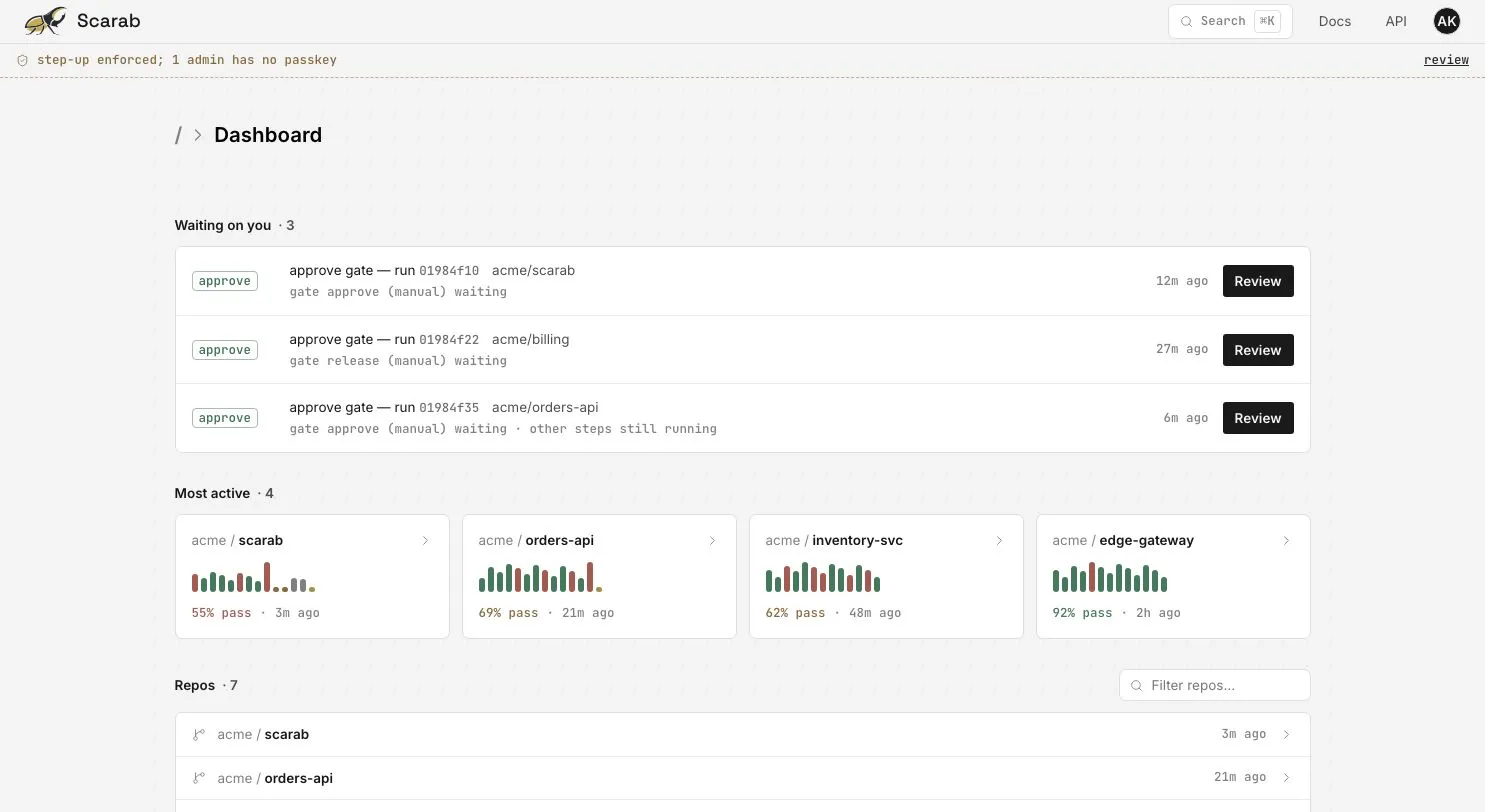 Scarab
Search ⌘K
Docs
API
AK
step-up enforced; 1 admin has no passkey
review
/ > Dashboard
Waiting on you · 3
approve
approve gate — run 01984f10 acme/scarab
gate approve (manual) waiting
12m ago
Review
approve
approve gate — run 01984f22 acme/billing
gate release (manual) waiting
27m ago
Review
approve
approve gate — run 01984f35 acme/orders-api
gate approve (manual) waiting · other steps still running
6m ago
Review
Most active · 4
acme / scarab
55% pass · 3m ago
acme / orders-api
69% pass · 21m ago
acme / inventory-svc
62% pass · 48m ago
acme / edge-gateway
92% pass · 2h ago
Repos · 7
Filter repos...
acme / scarab
3m ago
acme / orders-api
21m ago